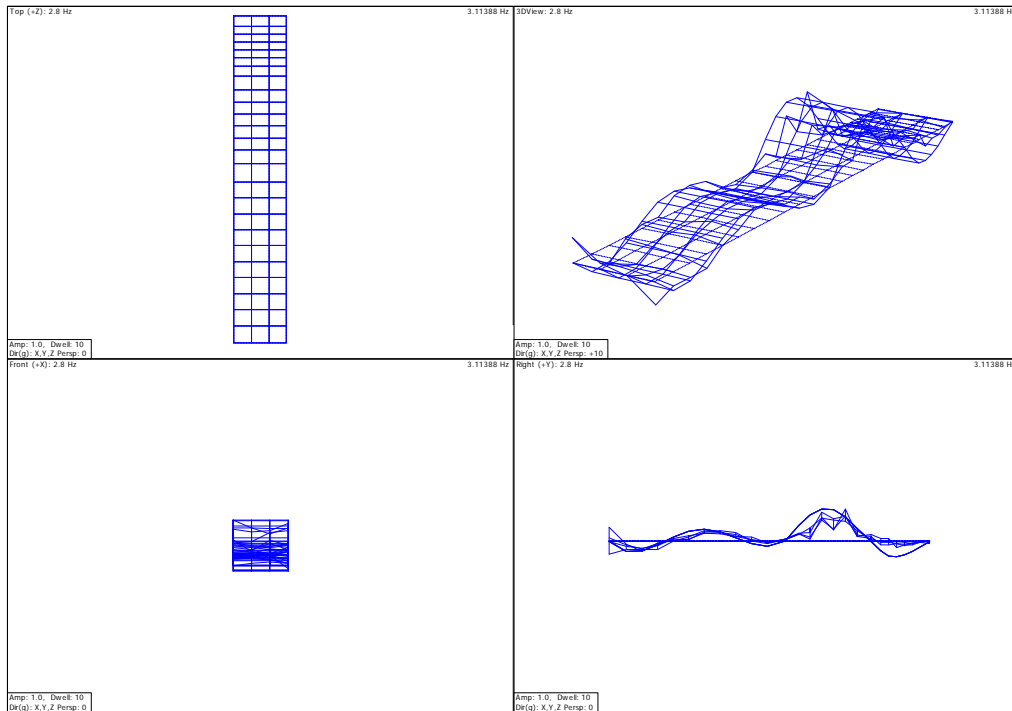 Top (+Z): 2.8 Hz
3.11388 Hz
3DView: 2.8 Hz
3.11388 H
Amp: 1.0, Dwell: 10
Dir(g): X,Y,Z Persp: 0
Amp: 1.0, Dwell: 10
Dir(g): X,Y,Z Persp: +10
Front (+X): 2.8 Hz
3.11388 Hz
Right (+Y): 2.8 Hz
3.11388 H
Amp: 1.0, Dwell: 10
Dir(g): X,Y,Z Persp: 0
Amp: 1.0, Dwell: 10
Dir(g): X,Y,Z Persp: 0